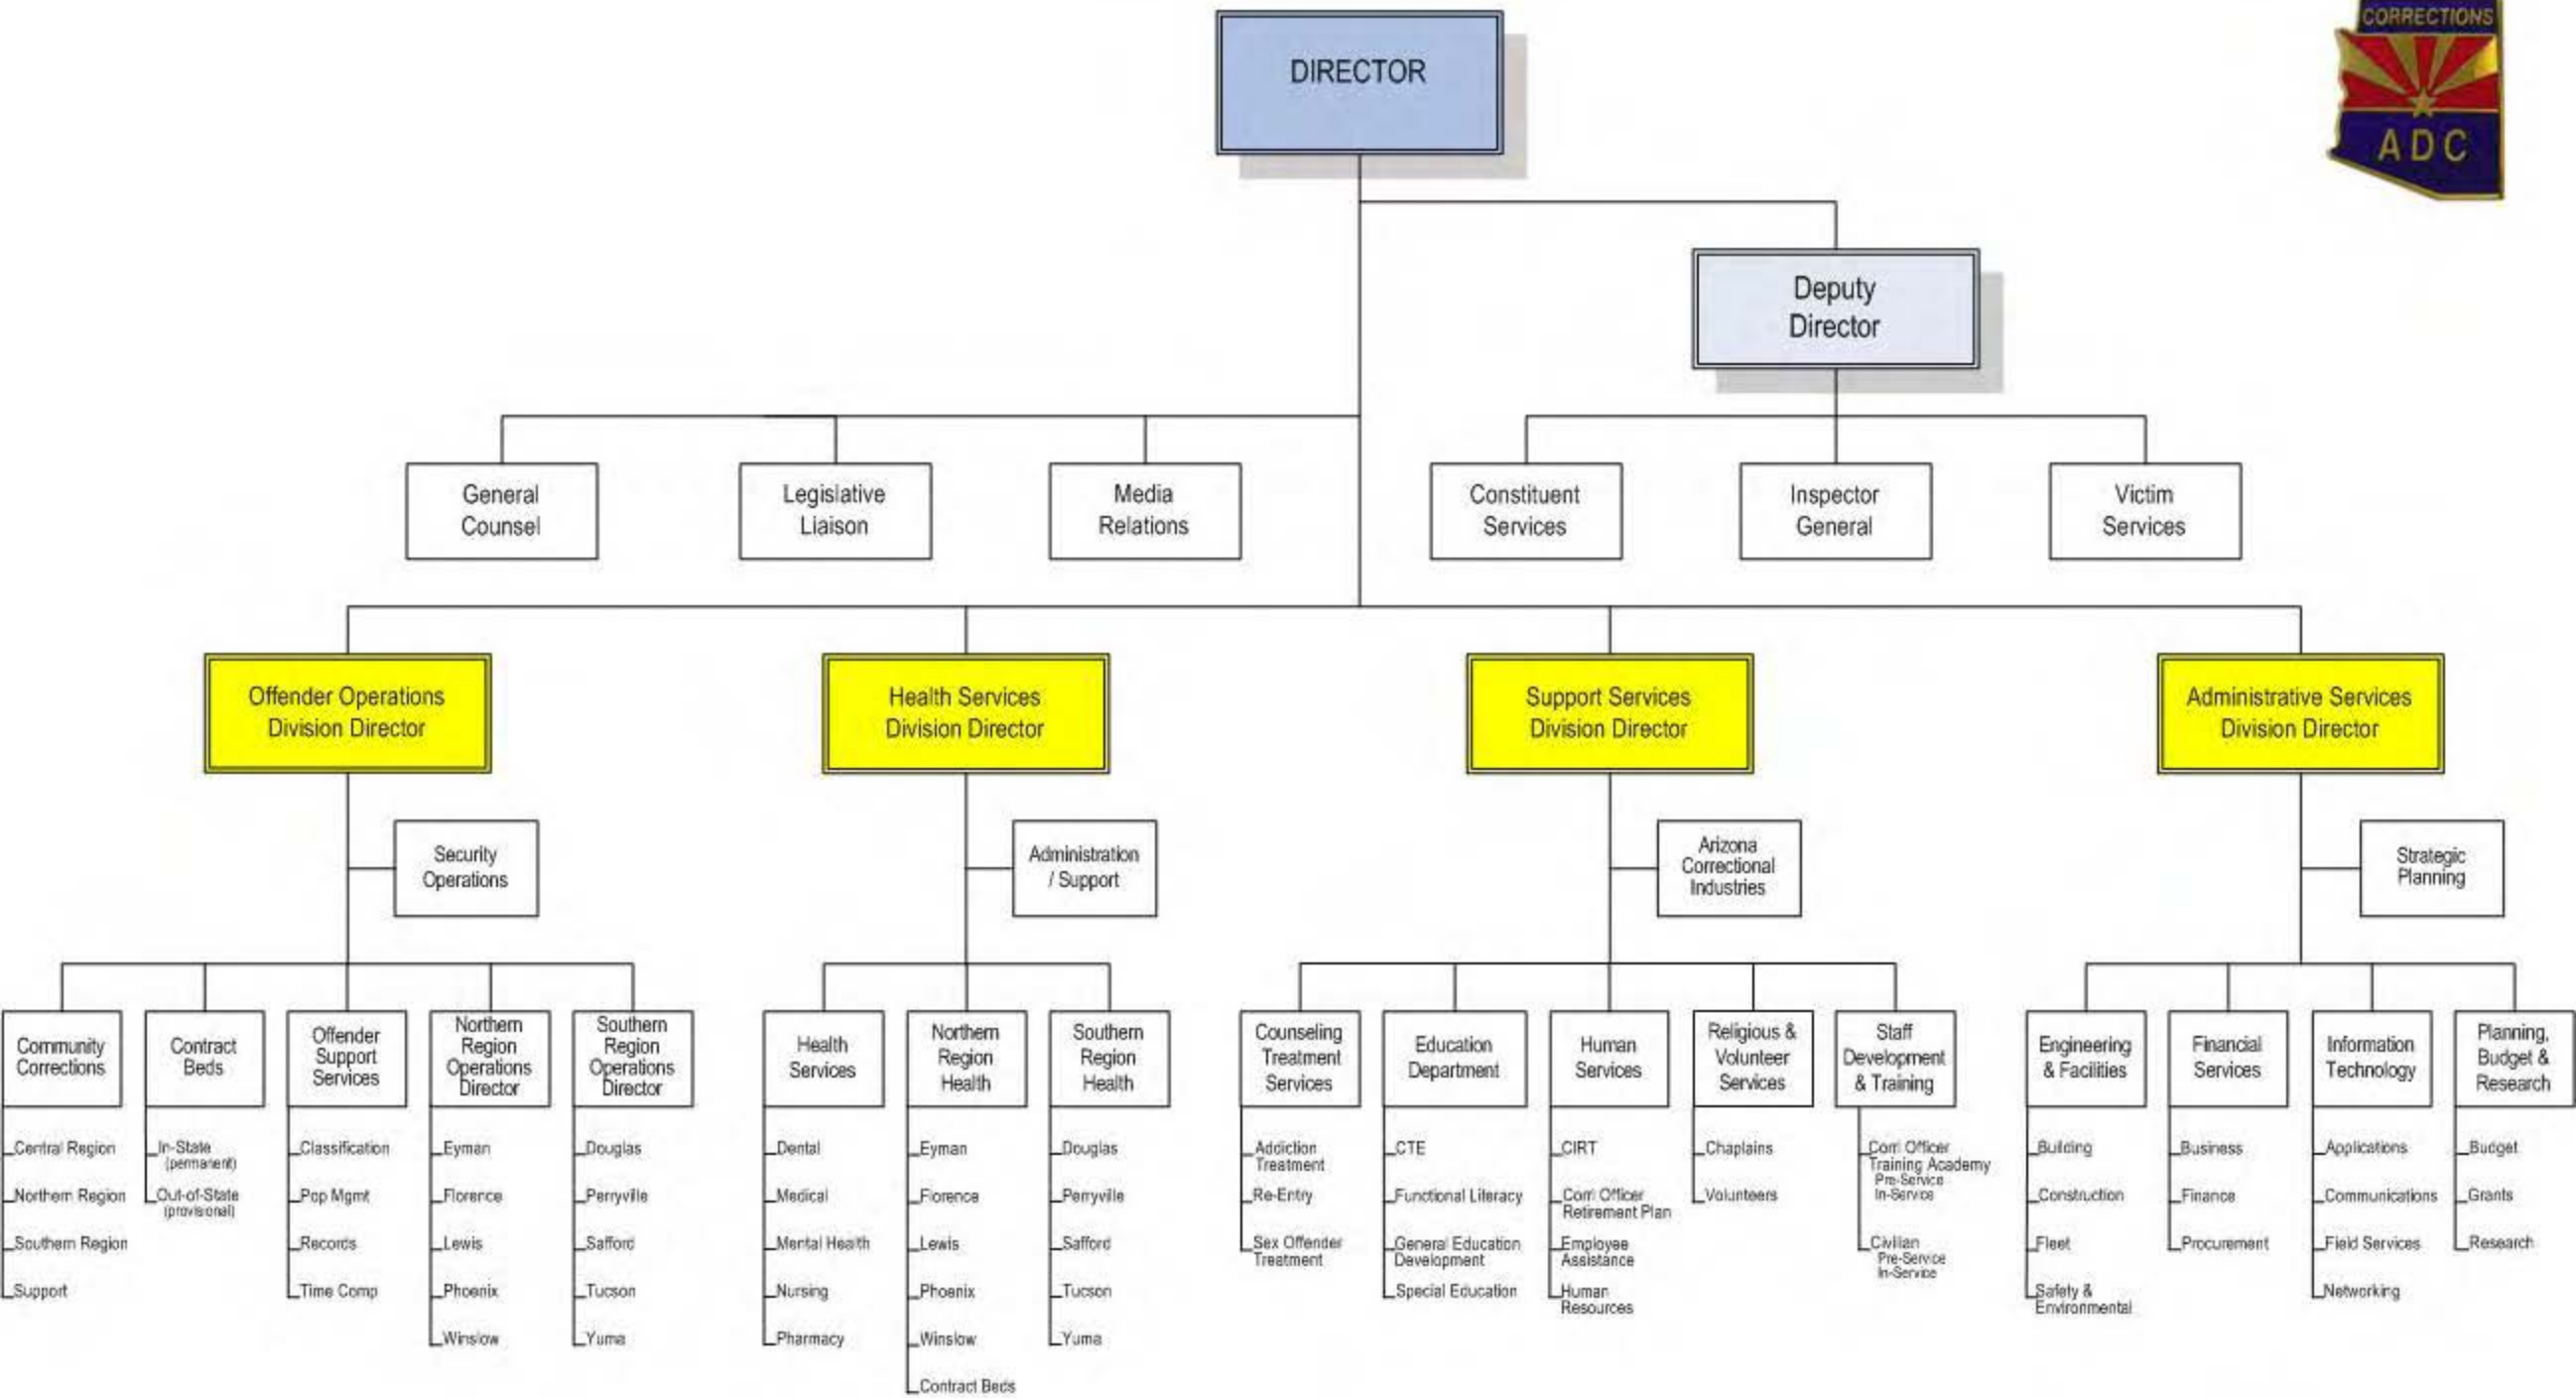 CORRECTIONS
ADC
DIRECTOR
Deputy
Director
General
Counsel
Legislative
Liaison
Media
Relations
Constituent
Services
Inspector
General
Victim
Services
Offender Operations
Division Director
Health Services
Division Director
Support Services
Division Director
Administrative Services
Division Director
Security
Operations
Administration
/ Support
Arizona
Correctional
Industries
Strategic
Planning
Community
Corrections
Central Region
Northern Region
Southern Region
Support
Contract
Beds
In-State
(permanent)
Out-of-State
(provisional)
Offender
Support
Services
Classification
Pop Mgmt
Records
Time Comp
Northern
Region
Operations
Director
Eyman
Florence
Lewis
Phoenix
Winslow
Southern
Region
Operations
Director
Douglas
Perryville
Safford
Tucson
Yuma
Health
Services
Dental
Medical
Mental Health
Nursing
Pharmacy
Northern
Region
Health
Eyman
Florence
Lewis
Phoenix
Winslow
Contract Beds
Southern
Region
Health
Douglas
Perryville
Safford
Tucson
Yuma
Counseling
Treatment
Services
Addiction
Treatment
Re-Entry
Sex Offender
Treatment
Education
Department
CTE
Functional Literacy
General Education
Development
Special Education
Human
Services
CIRT
Corrl Officer
Retirement Plan
Employee
Assistance
Human
Resources
Religious &
Volunteer
Services
Chaplains
Volunteers
Staff
Development
& Training
Corrl Officer
Training Academy
Pre-Service
In-Service
Civilian
Pre-Service
In-Service
Engineering
& Facilities
Building
Construction
Fleet
Safety &
Environmental
Financial
Services
Business
Finance
Procurement
Information
Technology
Applications
Communications
Field Services
Networking
Planning,
Budget &
Research
Budget
Grants
Research